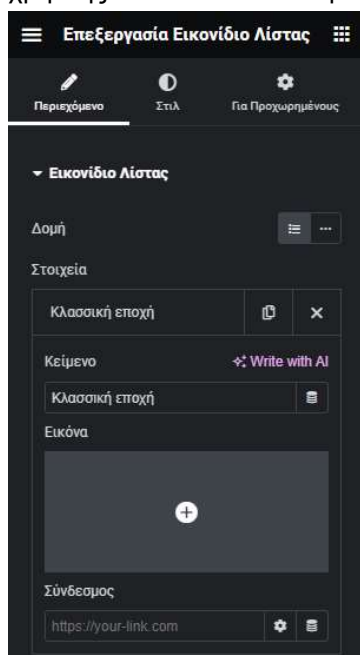 Επεξεργασία Εικονίδιο Λίστας
Περιεχόμενο Στιλ Για Προχωρημένους
Εικονίδιο Λίστας
Δομή
Στοιχεία
Κλασσική εποχή
Κείμενο Write with AI
Κλασσική εποχή
Εικόνα
Σύνδεσμος
https://your-link.com